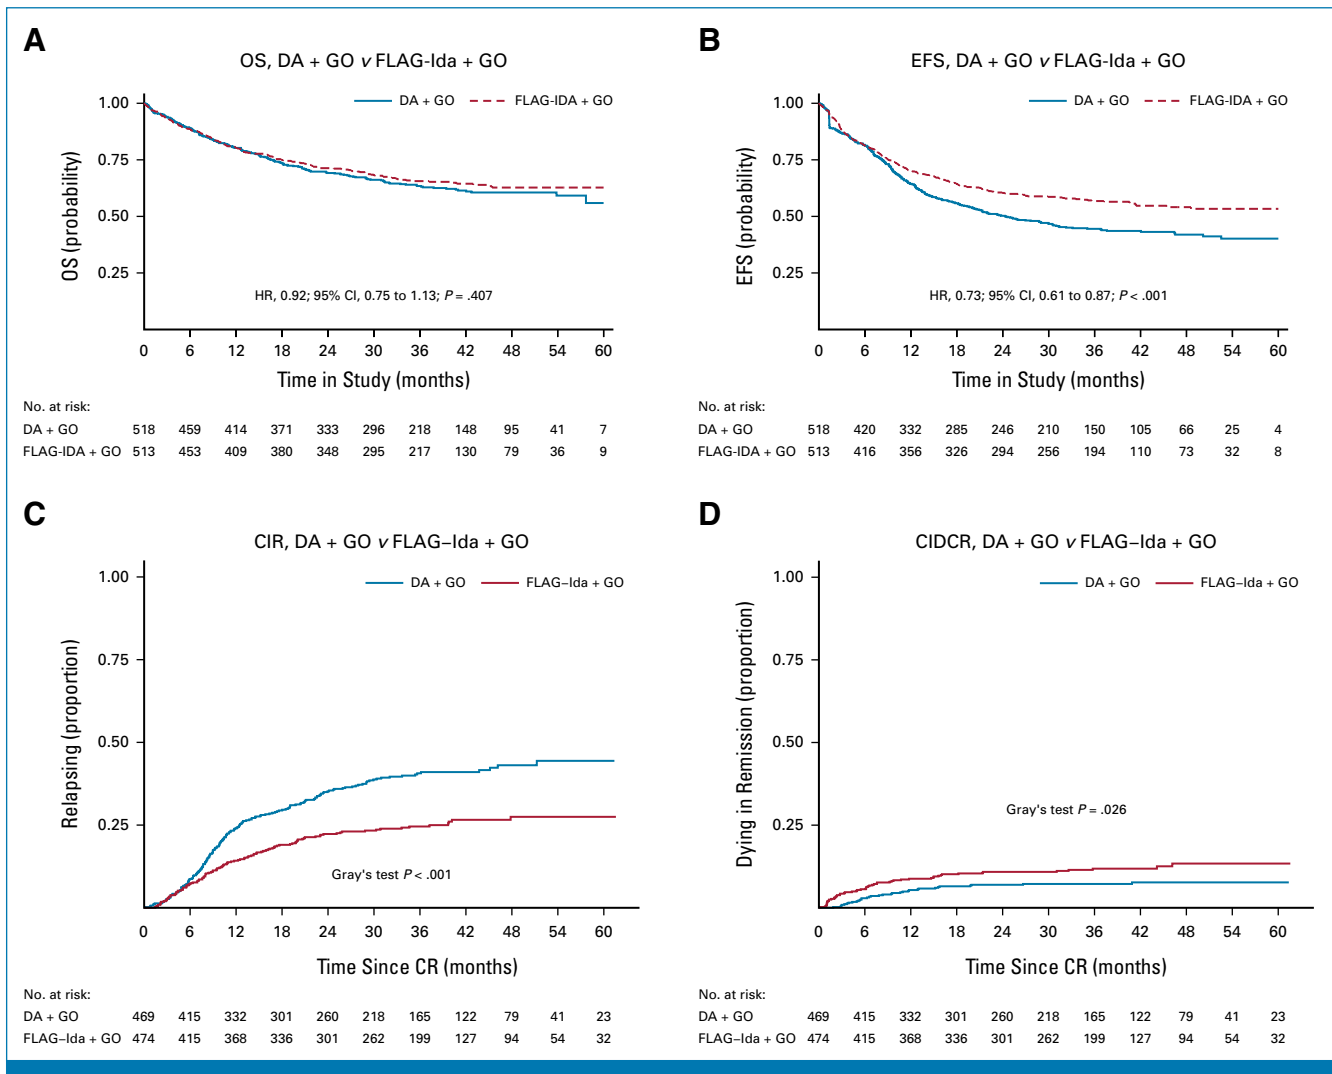 A
OS, DA + GO v FLAG-Ida + GO
DA + GO
FLAG-IDA + GO
OS (probability)
1.00
0.75
0.50
0.25
HR, 0.92; 95% CI, 0.75 to 1.13; P = .407
0 6 12 18 24 30 36 42 48 54 60
Time in Study (months)
No. at risk:
DA + GO 518 459 414 371 333 296 218 148 95 41 7
FLAG-IDA + GO 513 453 409 380 348 295 217 130 79 36 9
B
EFS, DA + GO v FLAG-Ida + GO
DA + GO
FLAG-IDA + GO
EFS (probability)
1.00
0.75
0.50
0.25
HR, 0.73; 95% CI, 0.61 to 0.87; P < .001
0 6 12 18 24 30 36 42 48 54 60
Time in Study (months)
No. at risk:
DA + GO 518 420 332 285 246 210 150 105 66 25 4
FLAG-IDA + GO 513 416 356 326 294 256 194 110 73 32 8
C
CIR, DA + GO v FLAG–Ida + GO
DA + GO
FLAG–Ida + GO
Relapsing (proportion)
1.00
0.75
0.50
0.25
Gray's test P < .001
0 6 12 18 24 30 36 42 48 54 60
Time Since CR (months)
No. at risk:
DA + GO 469 415 332 301 260 218 165 122 79 41 23
FLAG–Ida + GO 474 415 368 336 301 262 199 127 94 54 32
D
CIDCR, DA + GO v FLAG–Ida + GO
DA + GO
FLAG–Ida + GO
Dying in Remission (proportion)
1.00
0.75
0.50
0.25
Gray's test P = .026
0 6 12 18 24 30 36 42 48 54 60
Time Since CR (months)
No. at risk:
DA + GO 469 415 332 301 260 218 165 122 79 41 23
FLAG–Ida + GO 474 415 368 336 301 262 199 127 94 54 32